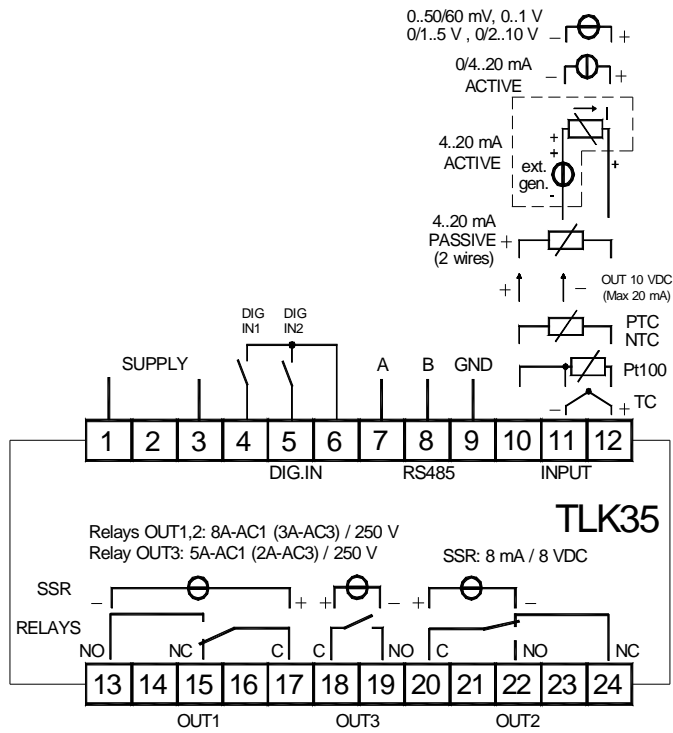 0..50/60 mV, 0..1 V
0/1..5 V , 0/2..10 V
− +
0/4..20 mA
ACTIVE
− +
I
4..20 mA
ACTIVE
+
+
+
ext.
gen.
-
4..20 mA
PASSIVE +
(2 wires)
+ −
OUT 10 VDC
(Max 20 mA)
PTC
NTC
Pt100
− + TC
DIG
IN1
DIG
IN2
SUPPLY
A B GND
1 2 3 4 5 6 7 8 9 10 11 12
DIG.IN RS485 INPUT
TLK35
Relays OUT1,2: 8A-AC1 (3A-AC3) / 250 V
Relay OUT3: 5A-AC1 (2A-AC3) / 250 V
SSR: 8 mA / 8 VDC
SSR − + + − + −
RELAYS
NO NC C C NO C NO NC
13 14 15 16 17 18 19 20 21 22 23 24
OUT1 OUT3 OUT2